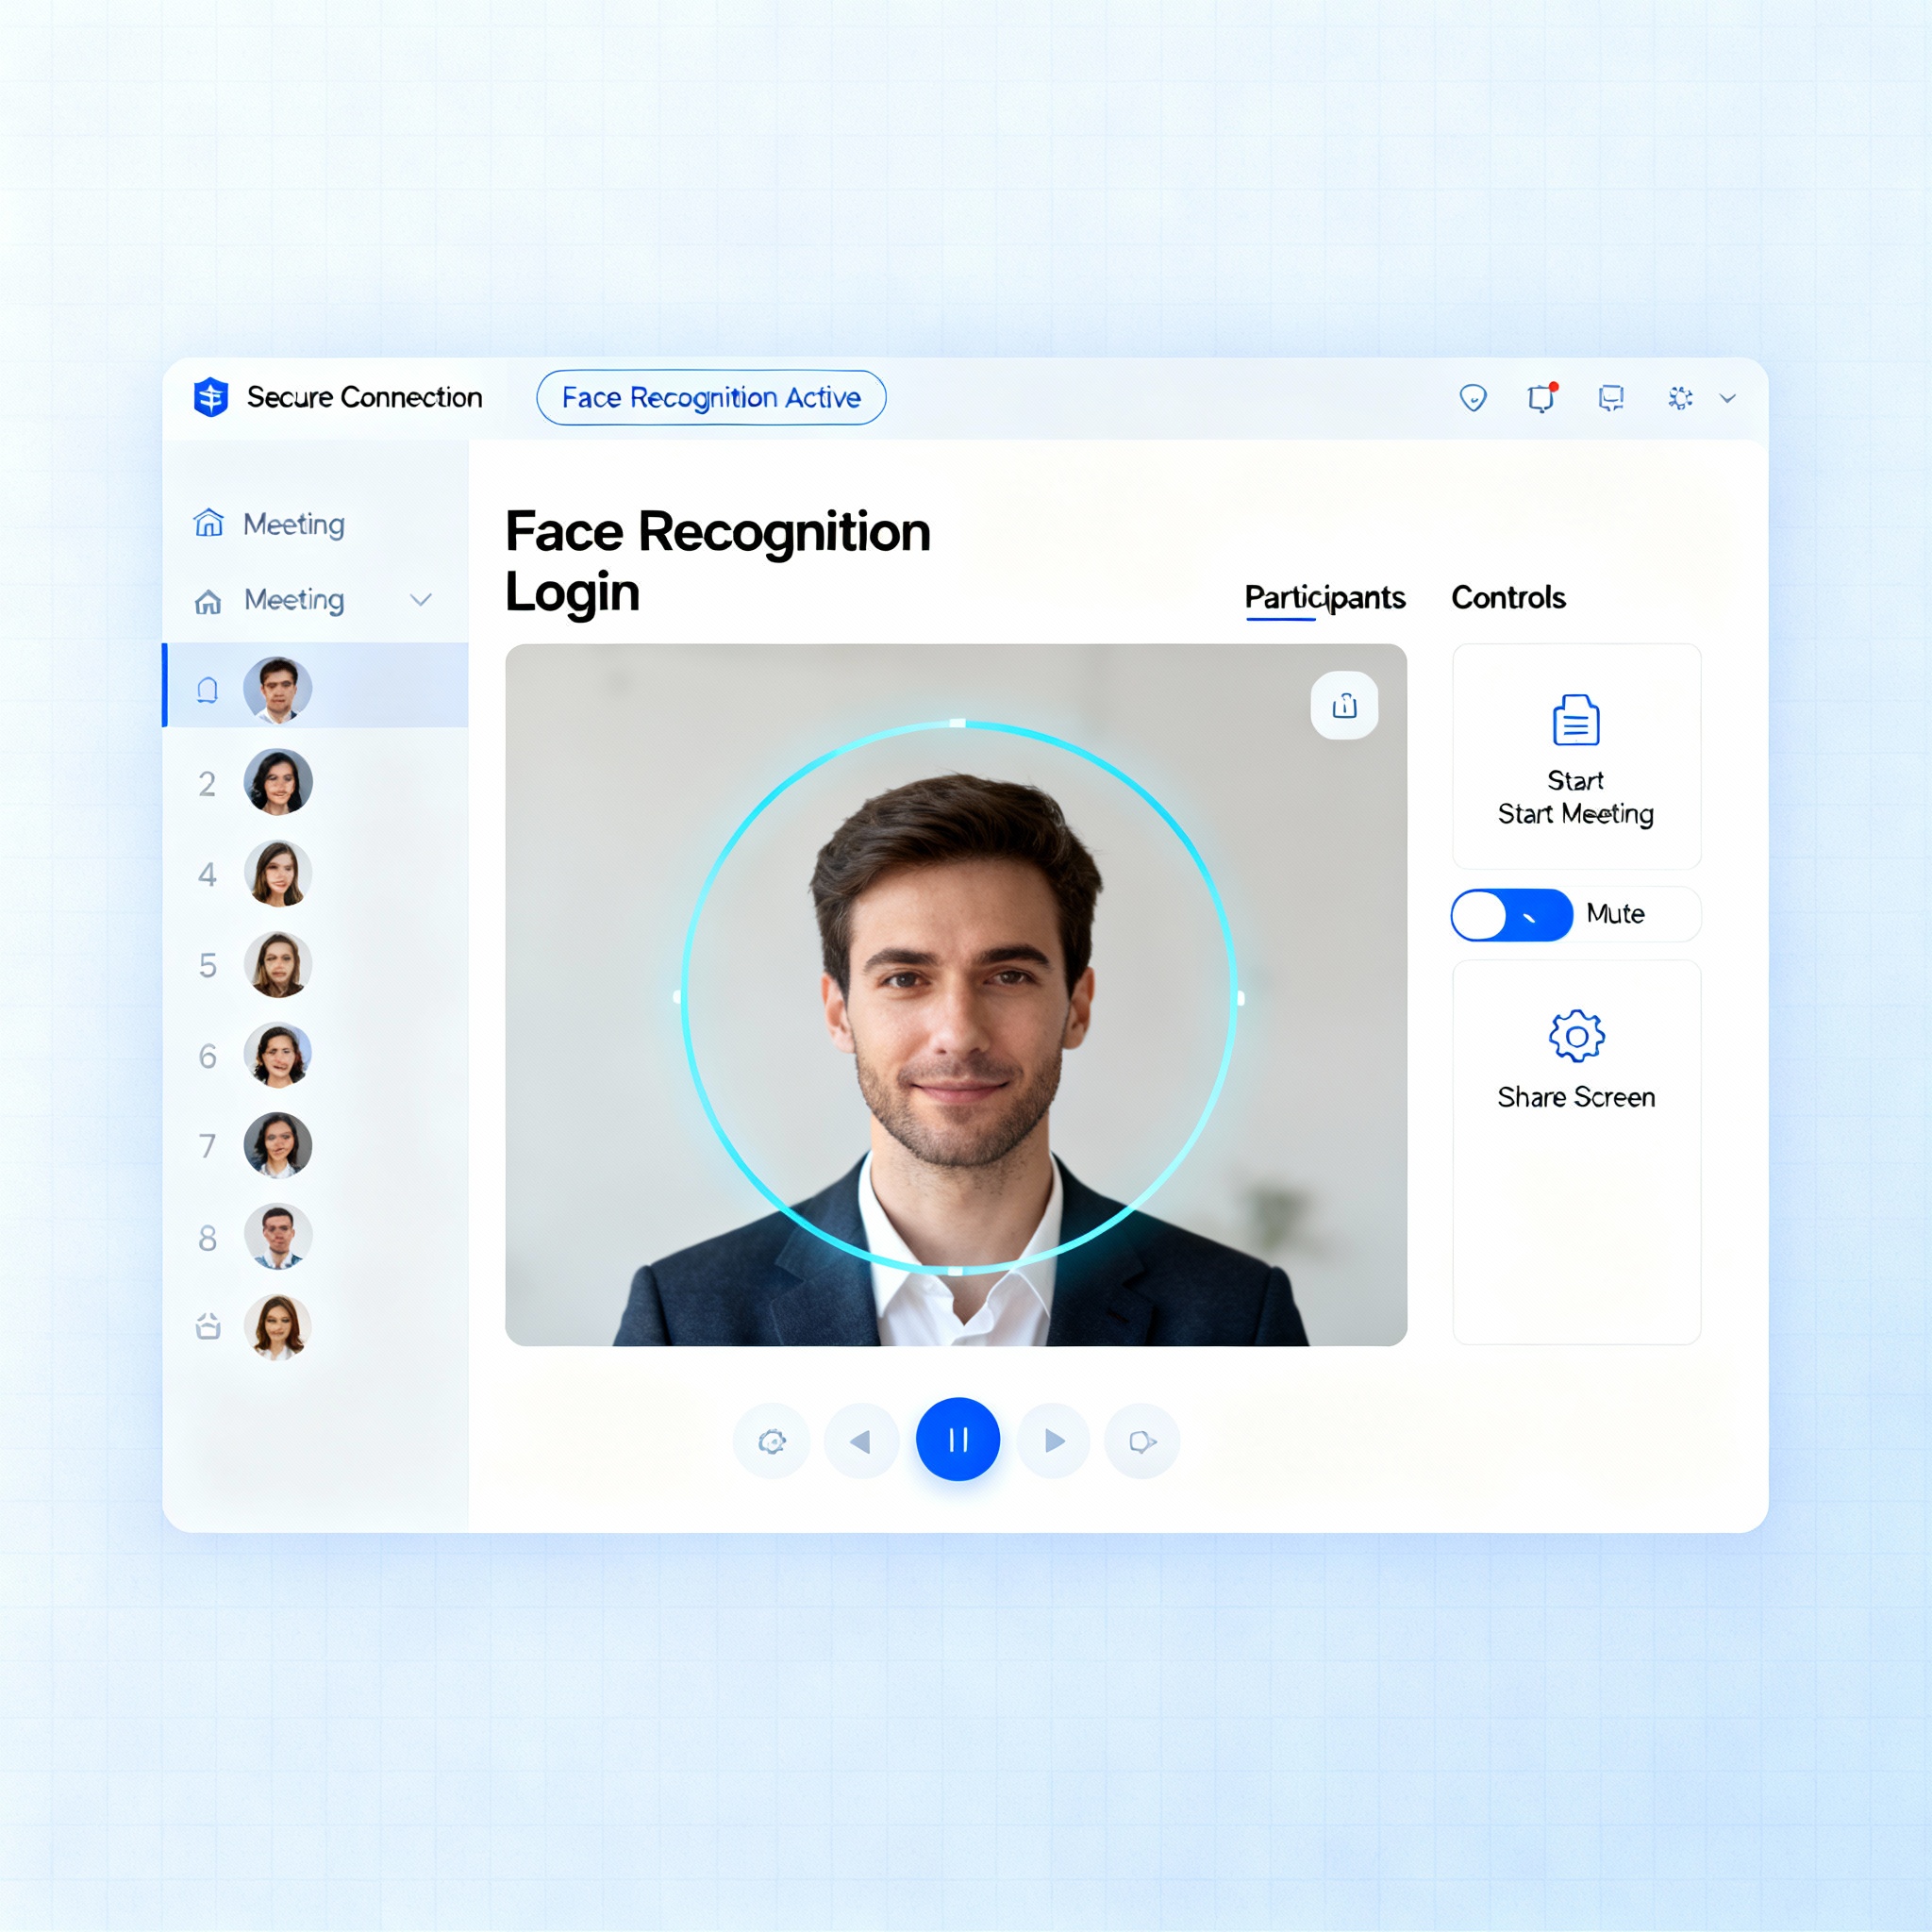 Secure Connection
Face Recognition Active
Meeting
Meeting
2
4
5
6
7
8
Face Recognition
Login
Participants
Controls
Start
Start Meeting
Mute
Share Screen